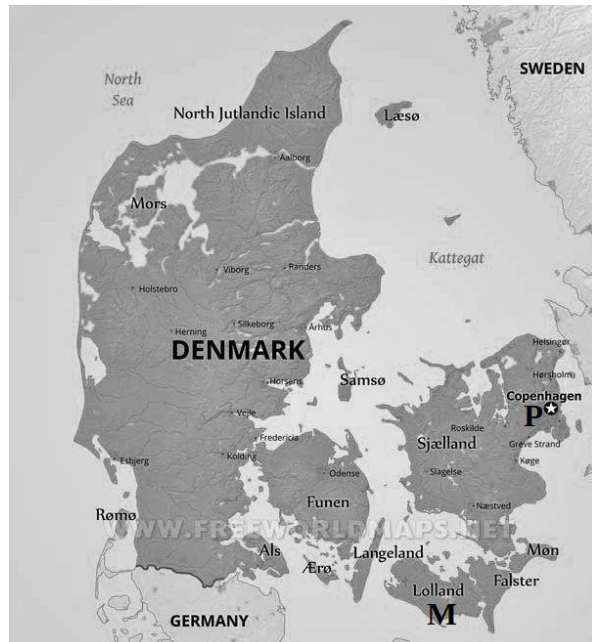 North
Sea
SWEDEN
North Jutlandic Island
Læsø
Aalborg
Mors
Kattegat
Viborg
Randers
Holstebro
Silkeborg
Århus
Herning
DENMARK
Helsingør
Hørsholm
Samsø
Horsens
Copenhagen
P
Vejle
Roskilde
Sjælland
Fredericia
Greve Strand
Køge
Esbjerg
Kolding
Odense
Slagelse
Funen
Næstved
Rømø
WWW.FREEWORLDMAPS.NET
Als
Langeland
Møn
Ærø
Falster
Lolland
M
GERMANY